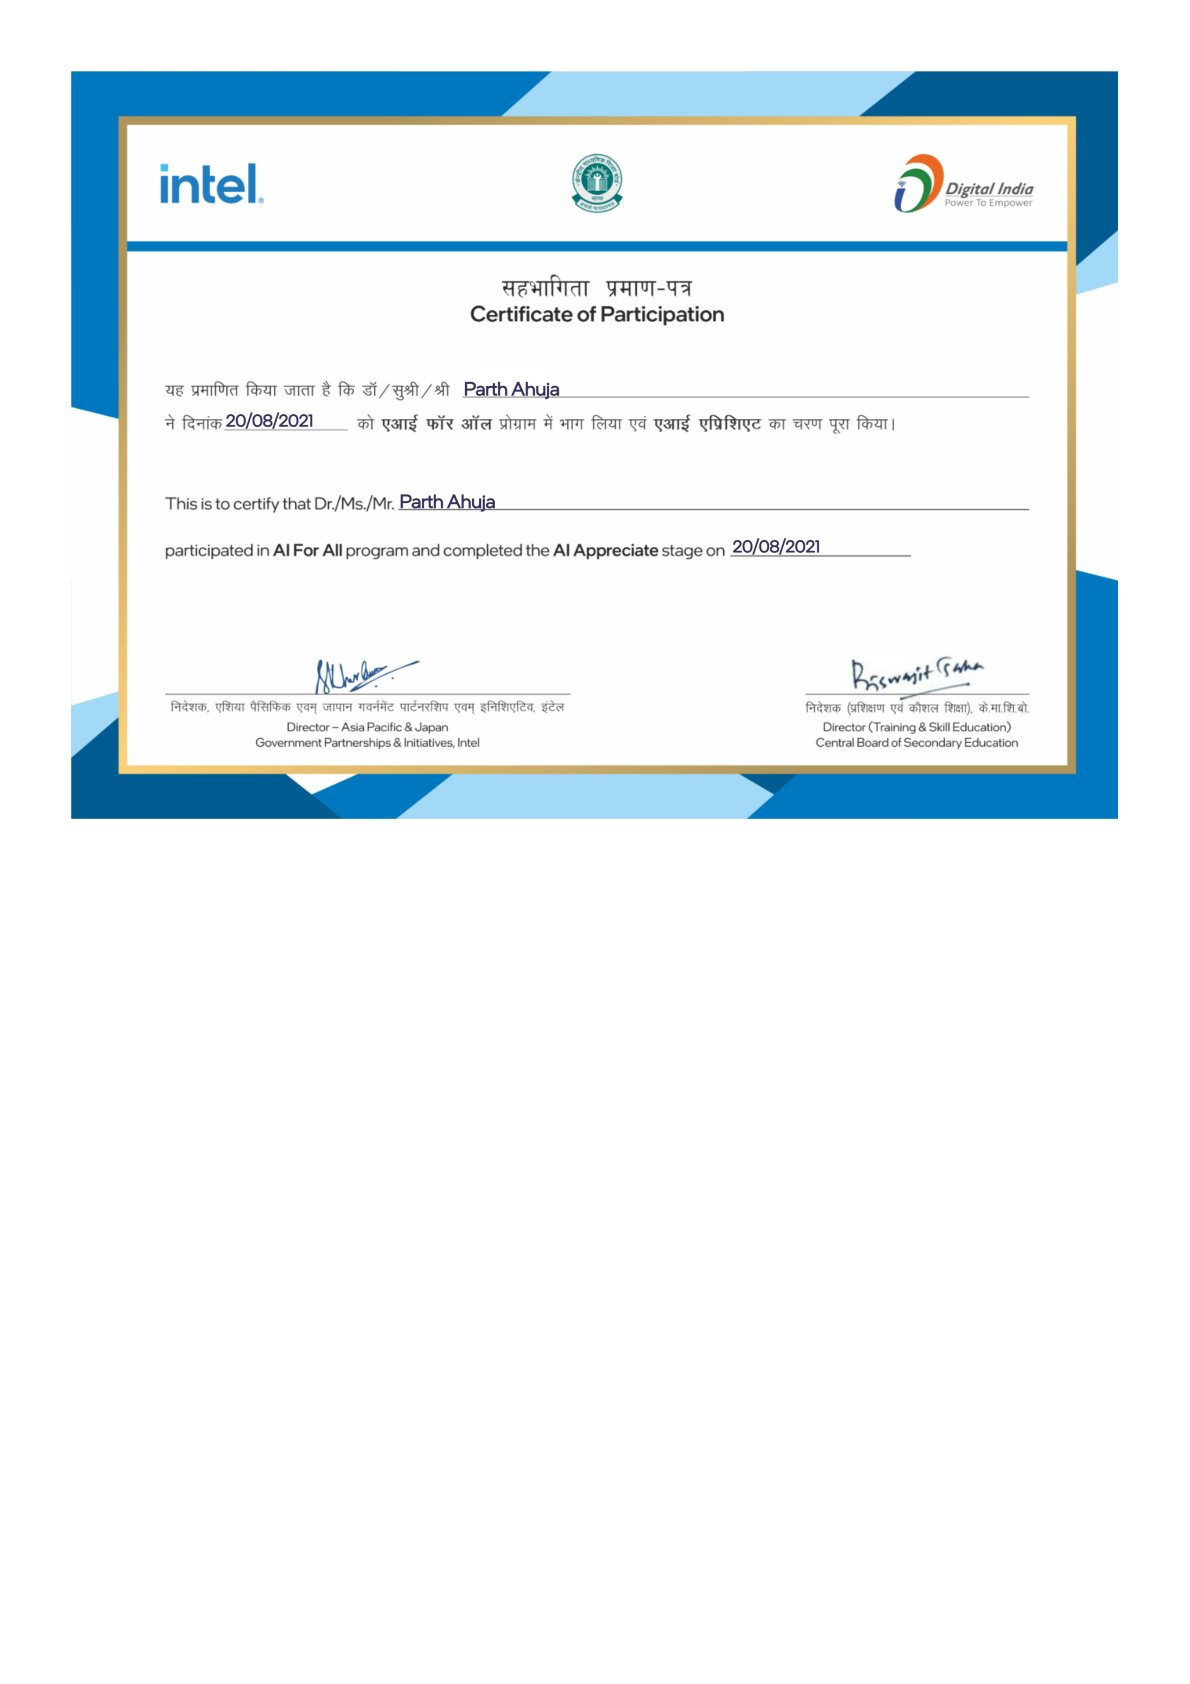 intel.
केन्द्रीय माध्यमिक शिक्षा बोर्ड
भारत
Digital India
Power To Empower
सहभागिता प्रमाण-पत्र
Certificate of Participation
यह प्रमाणित किया जाता है कि डॉ/सुश्री/श्री Parth Ahuja
ने दिनांक 20/08/2021 को एआई फॉर ऑल प्रोग्राम में भाग लिया एवं एआई एप्रिशिएट का चरण पूरा किया।
This is to certify that Dr./Ms./Mr. Parth Ahuja
participated in AI For All program and completed the AI Appreciate stage on 20/08/2021
Biswajit Saha
निदेशक, एशिया पैसिफिक एवम् जापान गवर्नमेंट पार्टनरशिप एवम् इनिशिएटिव, इंटेल
Director – Asia Pacific & Japan
Government Partnerships & Initiatives, Intel
निदेशक (प्रशिक्षण एवं कौशल शिक्षा), के.मा.शि.बो.
Director (Training & Skill Education)
Central Board of Secondary Education